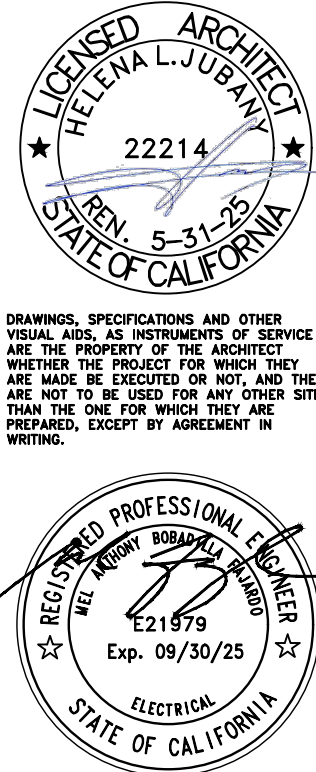 LICENSED ARCHITECT
HELENA L. JUBANY
22214
REN. 5-31-25
STATE OF CALIFORNIA
DRAWINGS, SPECIFICATIONS AND OTHER
VISUAL AIDS, AS INSTRUMENTS OF SERVICE
ARE THE PROPERTY OF THE ARCHITECT
WHETHER THE PROJECT FOR WHICH THEY
ARE MADE BE EXECUTED OR NOT, AND THE
ARE NOT TO BE USED FOR ANY OTHER SITE
THAN THE ONE FOR WHICH THEY ARE
PREPARED, EXCEPT BY AGREEMENT IN
WRITING.
REGISTERED PROFESSIONAL ENGINEER
MEL ANTHONY BOBADILLA FAJARDO
E21979
Exp. 09/30/25
ELECTRICAL
STATE OF CALIFORNIA